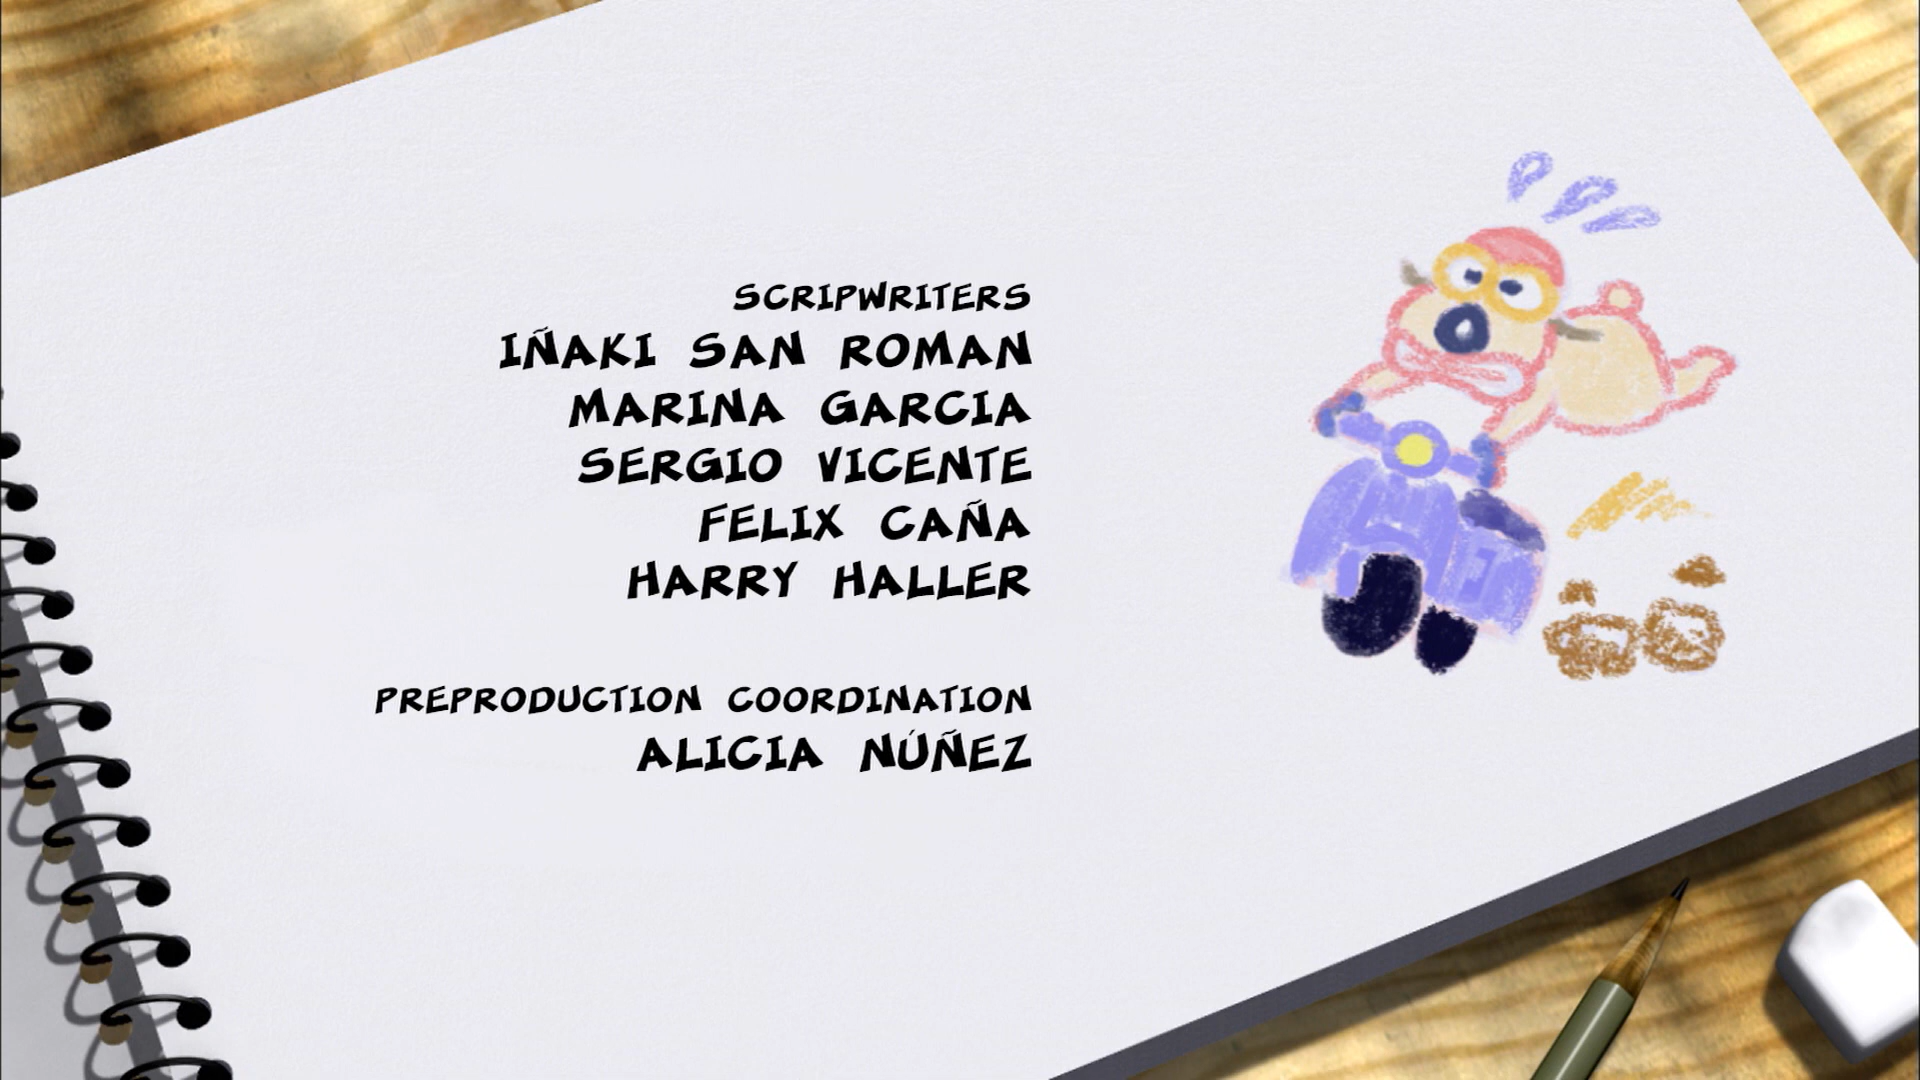 SCRIPWRITERS
IÑAKI SAN ROMAN
MARINA GARCIA
SERGIO VICENTE
FELIX CAÑA
HARRY HALLER
PREPRODUCTION COORDINATION
ALICIA NÚÑEZ